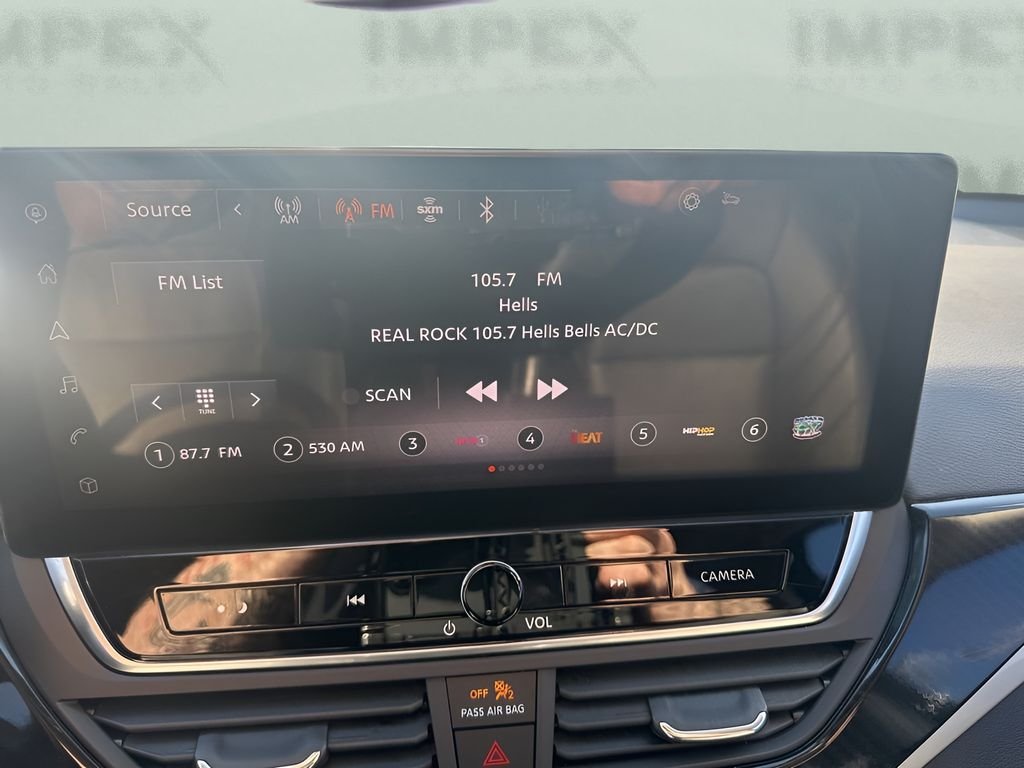 IMPEX IMPEX IMPEX
Source AM FM sxm
FM List
105.7 FM
Hells
REAL ROCK 105.7 Hells Bells AC/DC
TUNE
SCAN
1 87.7 FM 2 530 AM 3 4 HEAT 5 HIPHOP 6
CAMERA
VOL
OFF 2
PASS AIR BAG